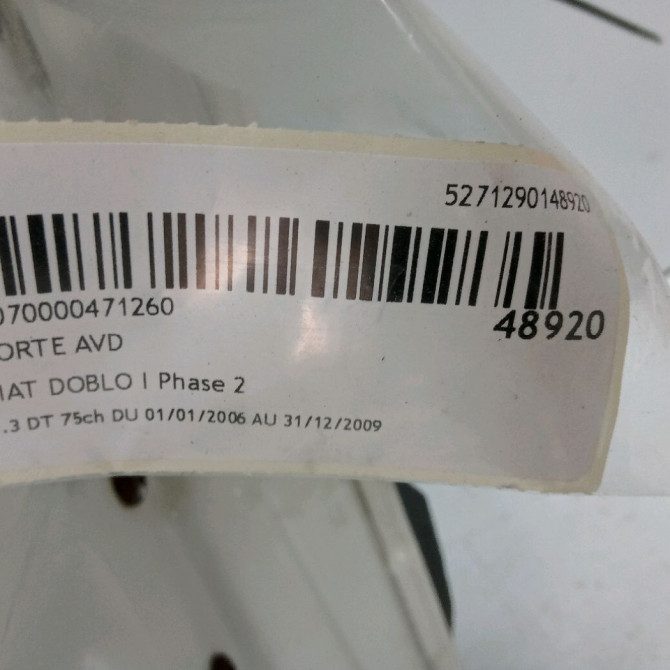 5271290148920
070000471260
48920
ORTE AVD
IAT DOBLO I Phase 2
.3 DT 75ch DU 01/01/2006 AU 31/12/2009